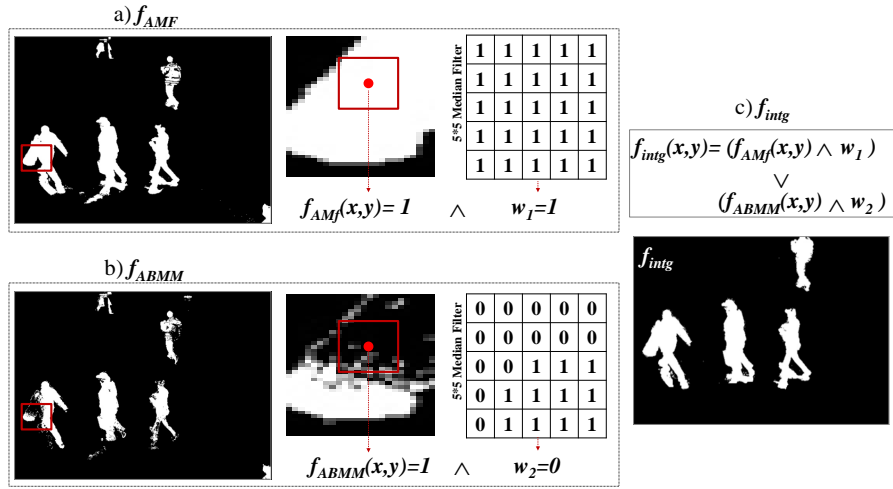 a) f_AMF
5*5 Median Filter
1 1 1 1 1
1 1 1 1 1
1 1 1 1 1
1 1 1 1 1
1 1 1 1 1
f_AMf(x,y)= 1 ∧ w_1=1
b) f_ABMM
5*5 Median Filter
0 0 0 0 0
0 0 0 0 0
0 0 1 1 1
0 1 1 1 1
0 1 1 1 1
f_ABMM(x,y)=1 ∧ w_2=0
c) f_intg
f_intg(x,y)= (f_AMf(x,y) ∧ w_1 )
∨
(f_ABMM(x,y) ∧ w_2 )
f_intg